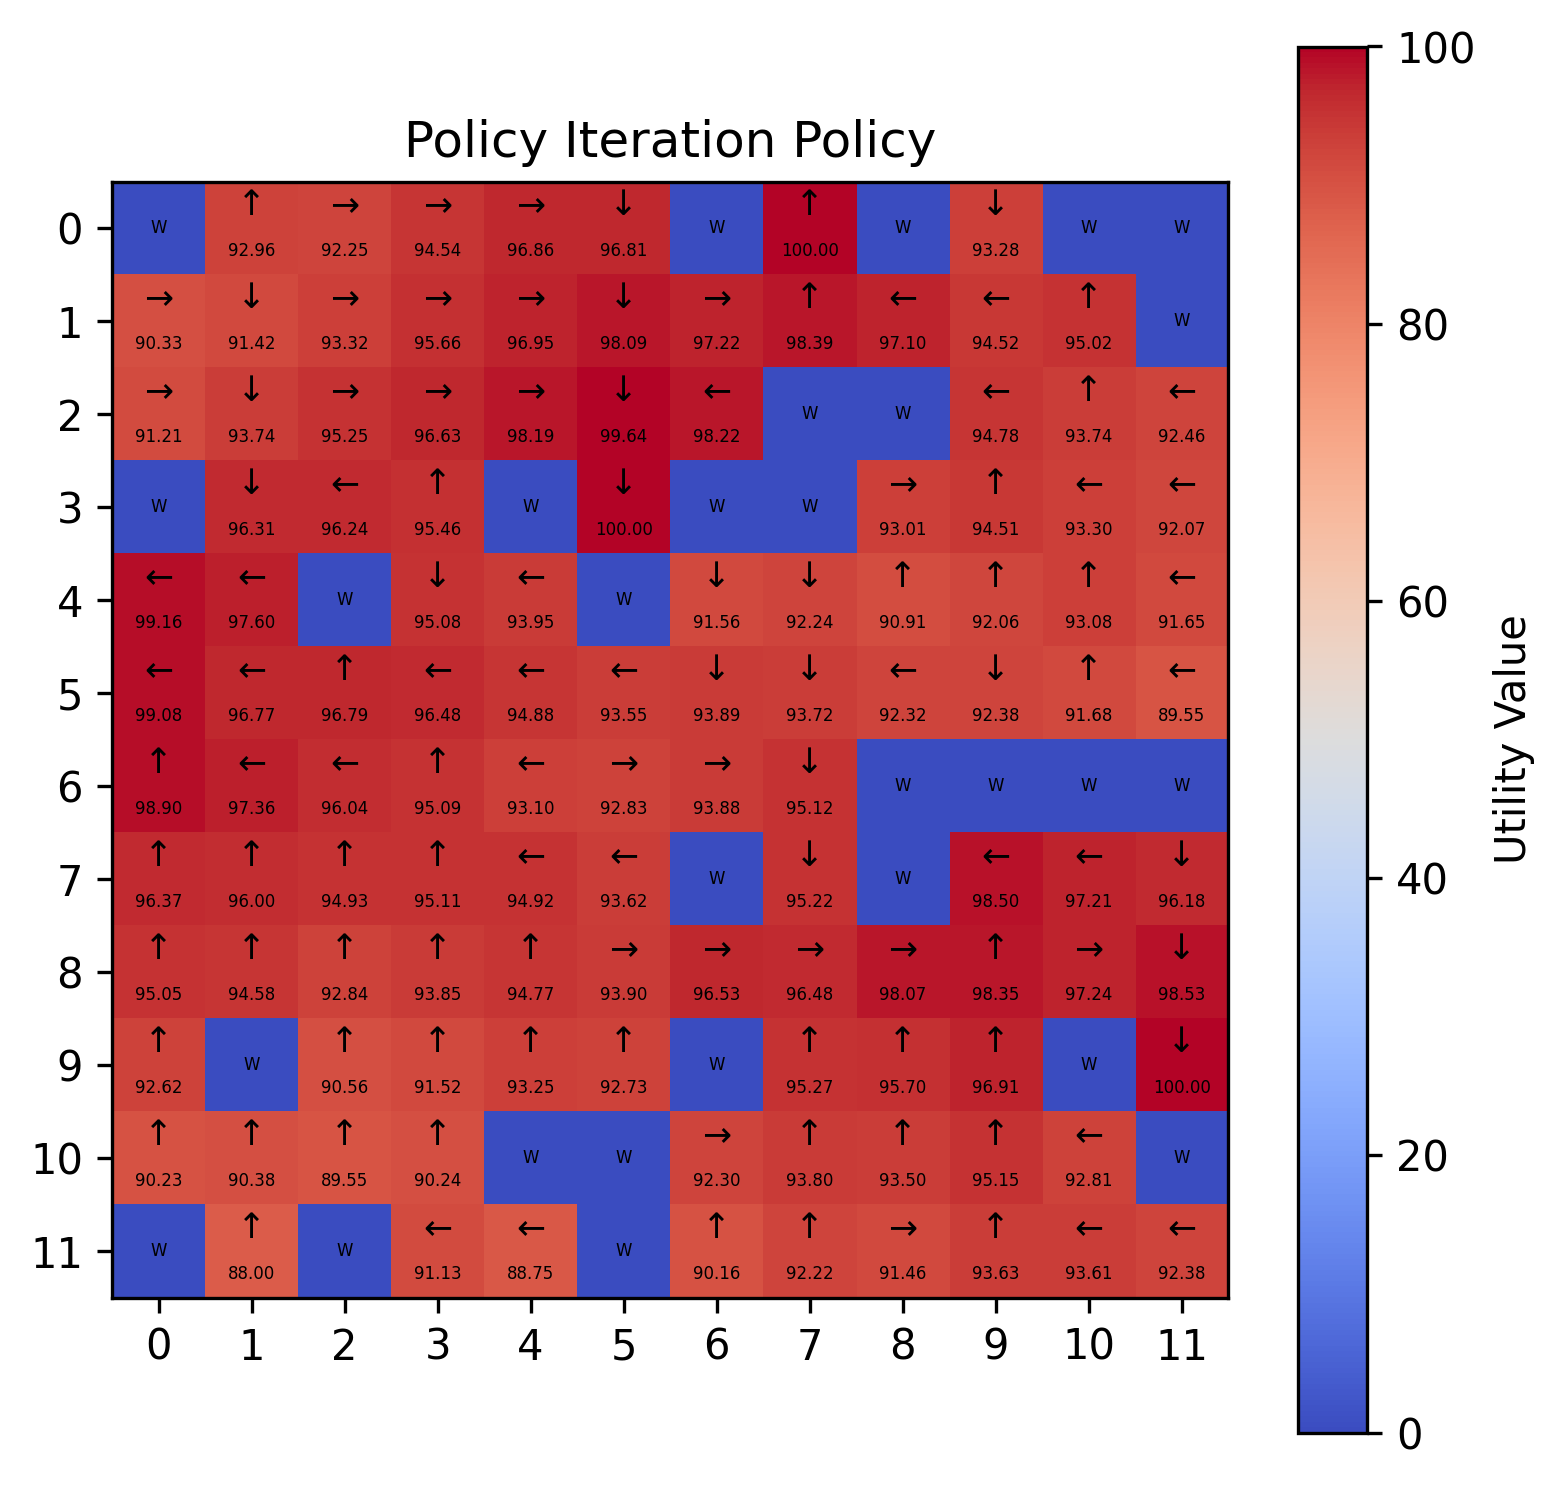 Policy Iteration Policy
0 W ↑ → → → ↓ W ↑ W ↓ W W
92.96 92.25 94.54 96.86 96.81 100.00 93.28
1 → ↓ → → → ↓ → ↑ ← ← ↑ W
90.33 91.42 93.32 95.66 96.95 98.09 97.22 98.39 97.10 94.52 95.02
2 → ↓ → → → ↓ ← W W ← ↑ ←
91.21 93.74 95.25 96.63 98.19 99.64 98.22 94.78 93.74 92.46
3 W ↓ ← ↑ W ↓ W W → ↑ ← ←
96.31 96.24 95.46 100.00 93.01 94.51 93.30 92.07
4 ← ← W ↓ ← W ↓ ↓ ↑ ↑ ↑ ←
99.16 97.60 95.08 93.95 91.56 92.24 90.91 92.06 93.08 91.65
5 ← ← ↑ ← ← ← ↓ ↓ ← ↓ ↑ ←
99.08 96.77 96.79 96.48 94.88 93.55 93.89 93.72 92.32 92.38 91.68 89.55
6 ↑ ← ← ↑ ← → → ↓ W W W W
98.90 97.36 96.04 95.09 93.10 92.83 93.88 95.12
7 ↑ ↑ ↑ ↑ ← ← W ↓ W ← ← ↓
96.37 96.00 94.93 95.11 94.92 93.62 95.22 98.50 97.21 96.18
8 ↑ ↑ ↑ ↑ ↑ → → → → ↑ → ↓
95.05 94.58 92.84 93.85 94.77 93.90 96.53 96.48 98.07 98.35 97.24 98.53
9 ↑ W ↑ ↑ ↑ ↑ W ↑ ↑ ↑ W ↓
92.62 90.56 91.52 93.25 92.73 95.27 95.70 96.91 100.00
10 ↑ ↑ ↑ ↑ W W → ↑ ↑ ↑ ← W
90.23 90.38 89.55 90.24 92.30 93.80 93.50 95.15 92.81
11 W ↑ W ← ← W ↑ ↑ → ↑ ← ←
88.00 91.13 88.75 90.16 92.22 91.46 93.63 93.61 92.38
0 1 2 3 4 5 6 7 8 9 10 11
100
80
60
40
20
0
Utility Value